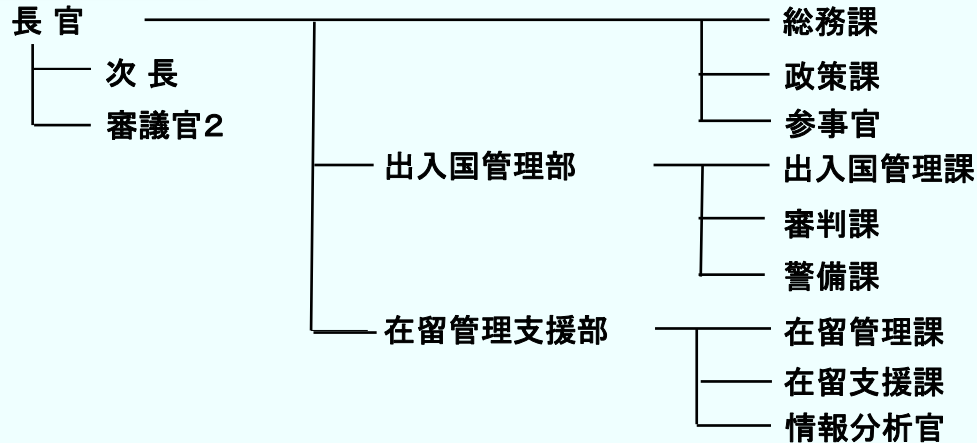 長官 総務課
次長 政策課
審議官２ 参事官
出入国管理部 出入国管理課
審判課
警備課
在留管理支援部 在留管理課
在留支援課
情報分析官